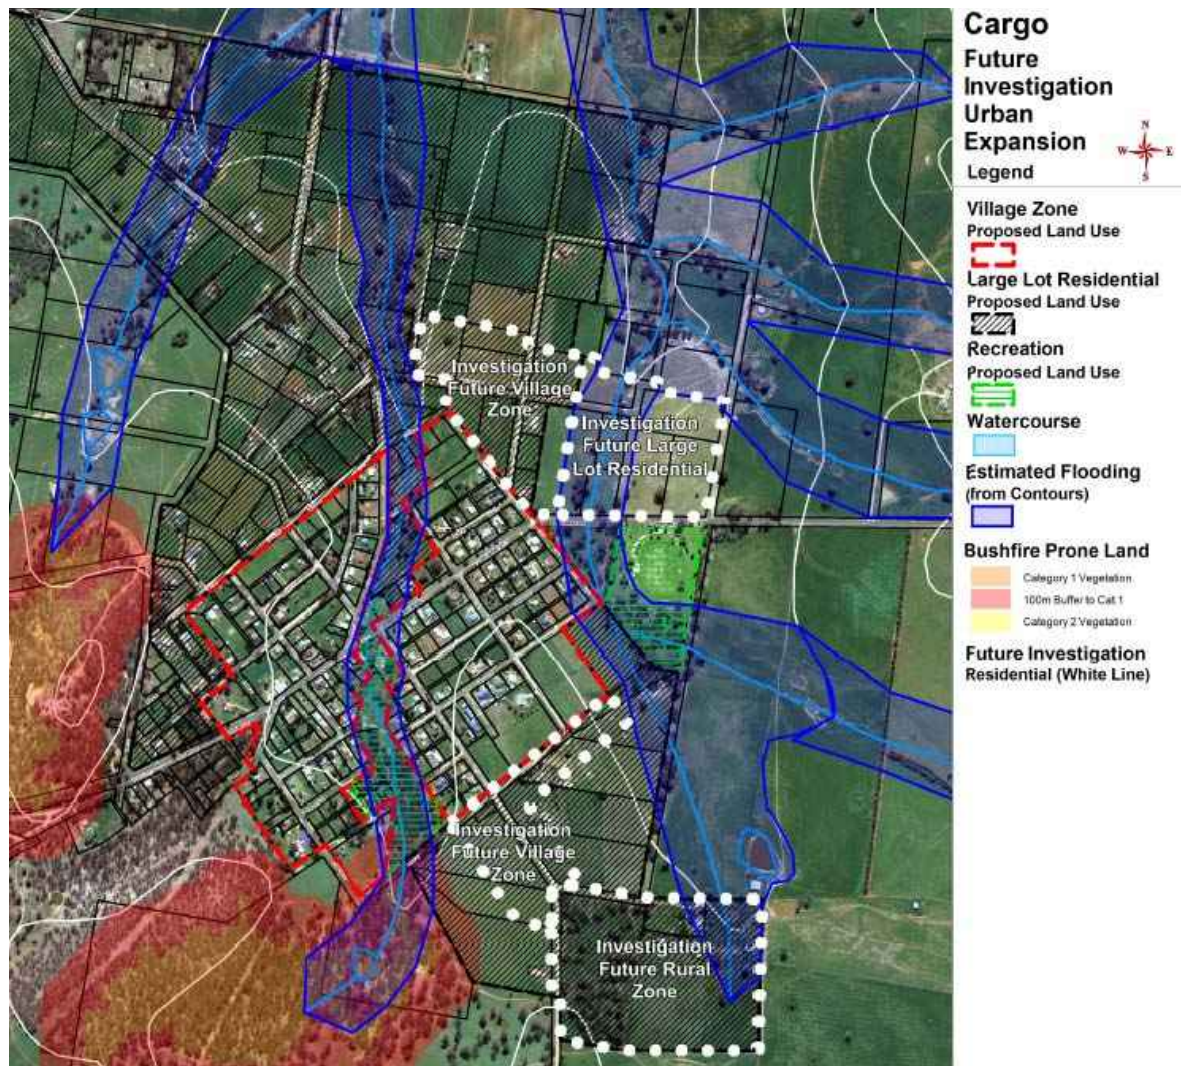 Cargo
Future
Investigation
Urban
Expansion
N
W E
S
Legend
Village Zone
Proposed Land Use
Large Lot Residential
Proposed Land Use
Recreation
Proposed Land Use
Watercourse
Estimated Flooding
(from Contours)
Bushfire Prone Land
Category 1 Vegetation
100m Buffer to Cat 1
Category 2 Vegetation
Future Investigation
Residential (White Line)
Investigation
Future Village
Zone
Investigation
Future Large
Lot Residential
Investigation
Future Village
Zone
Investigation
Future Rural
Zone